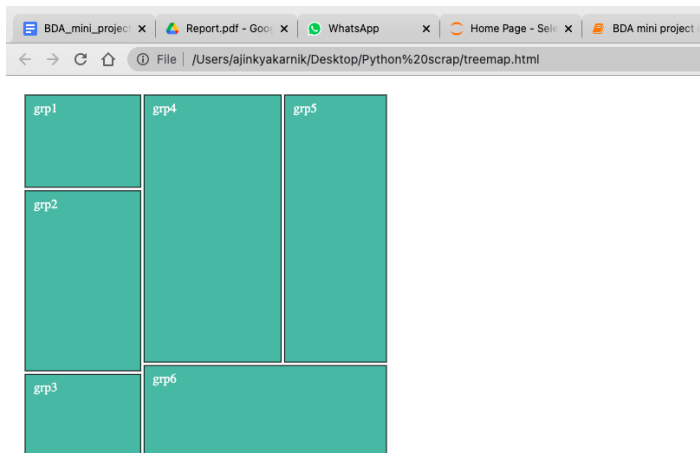 BDA_mini_project
Report.pdf - Goog
WhatsApp
Home Page - Sele
BDA mini project
File | /Users/ajinkyakarnik/Desktop/Python%20scrap/treemap.html
grp1
grp4
grp5
grp2
grp3
grp6